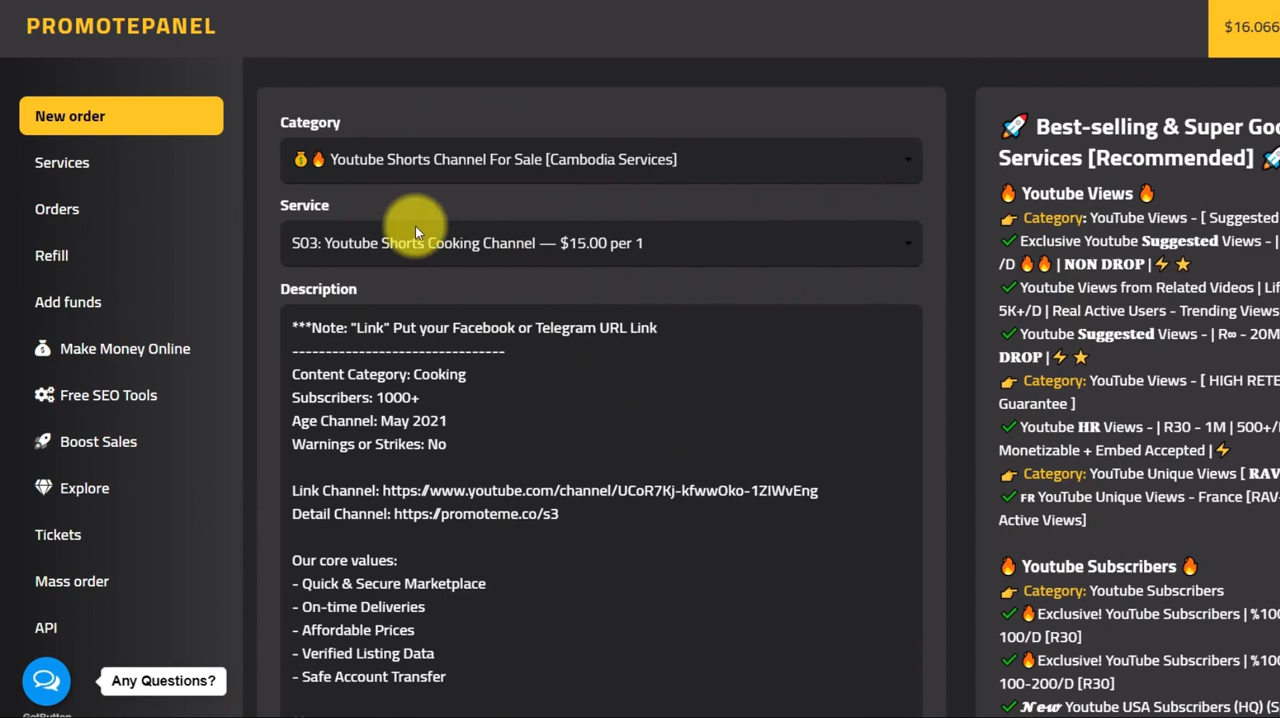 PROMOTEPANEL
$16.066
New order
Services
Orders
Refill
Add funds
Make Money Online
Free SEO Tools
Boost Sales
Explore
Tickets
Mass order
API
Any Questions?
Category
💰🔥 Youtube Shorts Channel For Sale [Cambodia Services]
Service
S03: Youtube Shorts Cooking Channel — $15.00 per 1
Description
***Note: "Link" Put your Facebook or Telegram URL Link
--------------------------------
Content Category: Cooking
Subscribers: 1000+
Age Channel: May 2021
Warnings or Strikes: No
Link Channel: https://www.youtube.com/channel/UCoR7Kj-kfwwOko-1ZIWvEng
Detail Channel: https://promoteme.co/s3
Our core values:
- Quick & Secure Marketplace
- On-time Deliveries
- Affordable Prices
- Verified Listing Data
- Safe Account Transfer
🚀 Best-selling & Super Goo
Services [Recommended] 🚀
🔥 Youtube Views 🔥
👉 Category: YouTube Views - [ Suggested
✓ Exclusive Youtube Suggested Views - |
/D 🔥🔥 | NON DROP | ⚡ ⭐
✓ Youtube Views from Related Videos | Lif
5K+/D | Real Active Users - Trending Views
✓ Youtube Suggested Views - | R∞ - 20M
DROP | ⚡ ⭐
👉 Category: YouTube Views - [ HIGH RETE
Guarantee ]
✓ Youtube HR Views - | R30 - 1M | 500+/
Monetizable + Embed Accepted | ⚡
👉 Category: YouTube Unique Views [ RAV
✓ FR YouTube Unique Views - France [RAV
Active Views]
🔥 Youtube Subscribers 🔥
👉 Category: Youtube Subscribers
✓ 🔥Exclusive! YouTube Subscribers | %100
100/D [R30]
✓ 🔥Exclusive! YouTube Subscribers | %100
100-200/D [R30]
✓ New Youtube USA Subscribers (HQ) (S